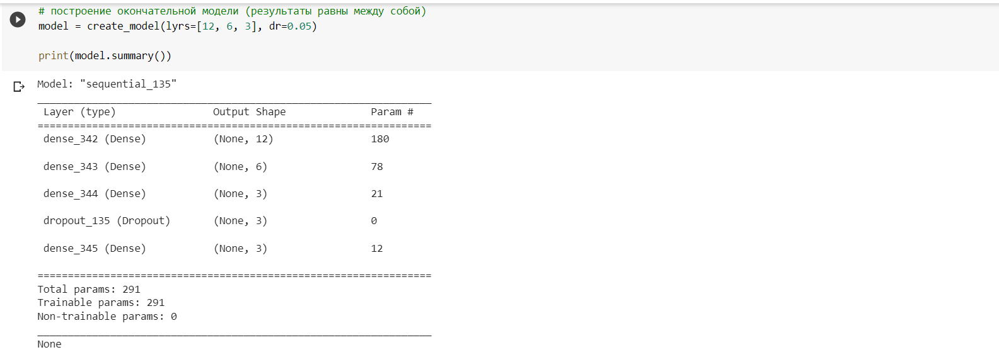 # построение окончательной модели (результаты равны между собой)
model = create_model(lyrs=[12, 6, 3], dr=0.05)
print(model.summary())
Model: "sequential_135"
_________________________________________________________________
Layer (type) Output Shape Param #
=================================================================
dense_342 (Dense) (None, 12) 180
dense_343 (Dense) (None, 6) 78
dense_344 (Dense) (None, 3) 21
dropout_135 (Dropout) (None, 3) 0
dense_345 (Dense) (None, 3) 12
=================================================================
Total params: 291
Trainable params: 291
Non-trainable params: 0
_________________________________________________________________
None